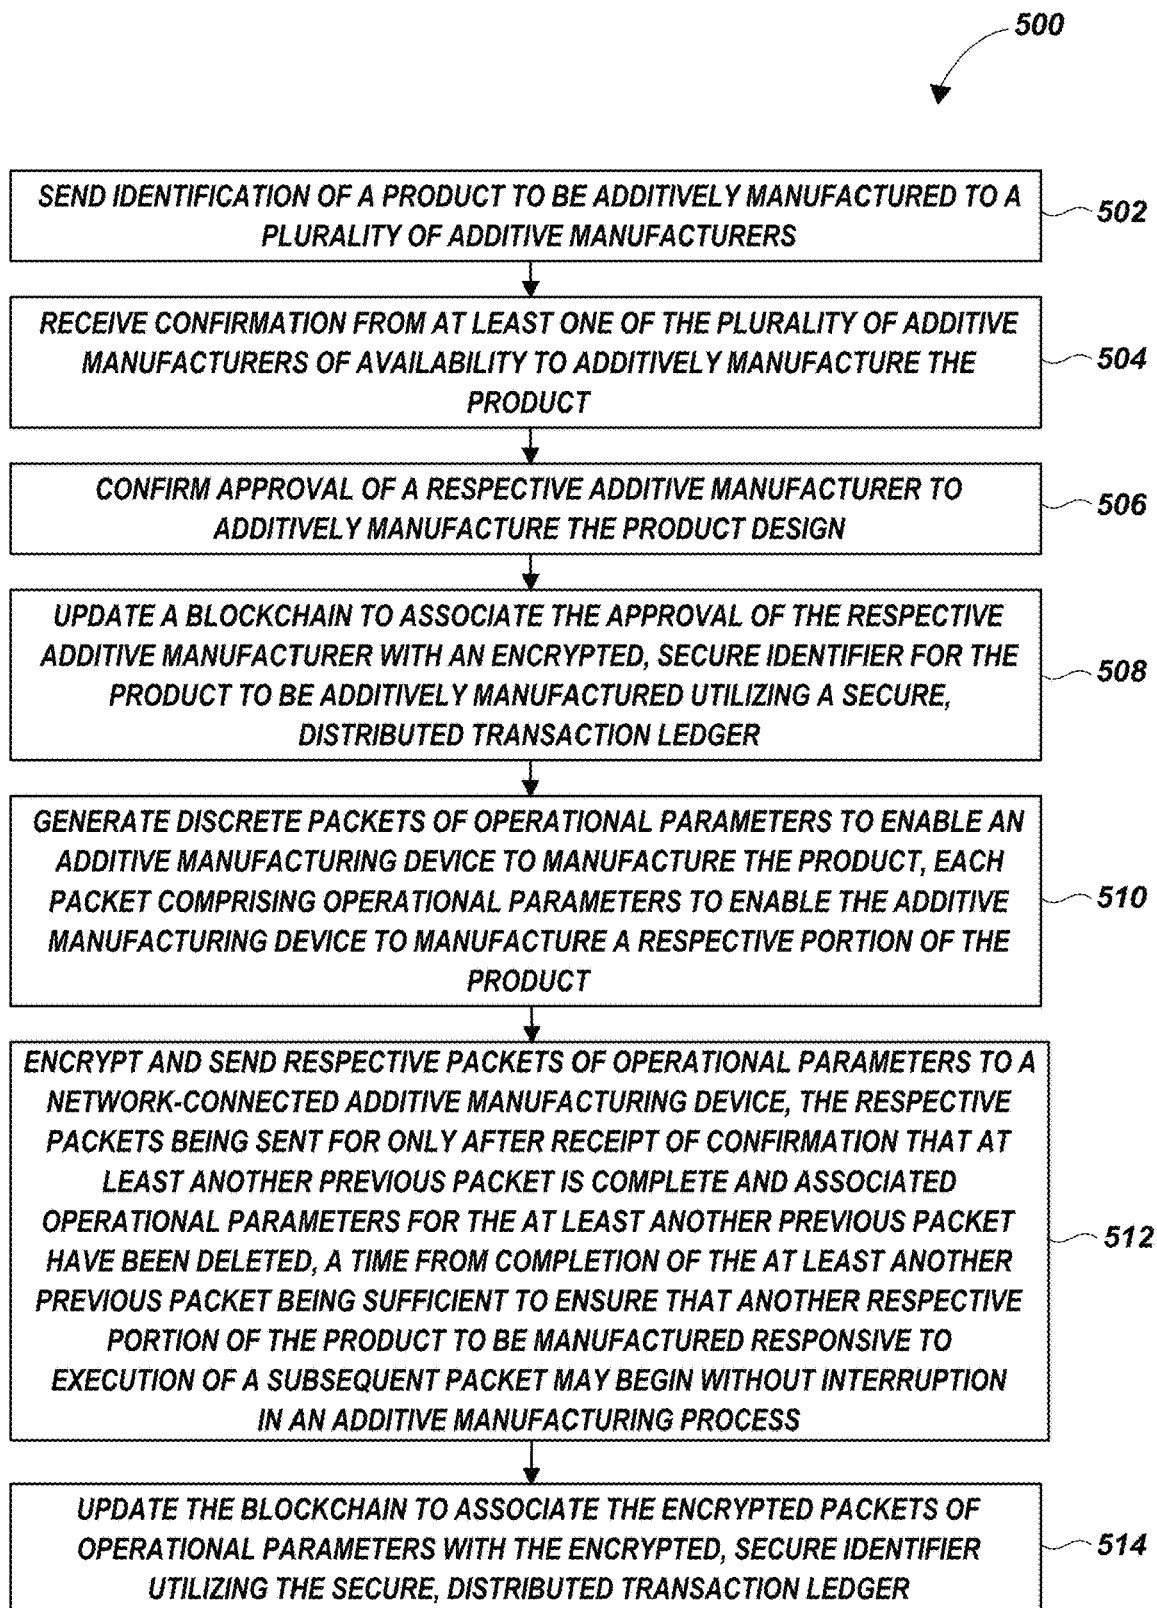 500
SEND IDENTIFICATION OF A PRODUCT TO BE ADDITIVELY MANUFACTURED TO A
PLURALITY OF ADDITIVE MANUFACTURERS
502
RECEIVE CONFIRMATION FROM AT LEAST ONE OF THE PLURALITY OF ADDITIVE
MANUFACTURERS OF AVAILABILITY TO ADDITIVELY MANUFACTURE THE
PRODUCT
504
CONFIRM APPROVAL OF A RESPECTIVE ADDITIVE MANUFACTURER TO
ADDITIVELY MANUFACTURE THE PRODUCT DESIGN
506
UPDATE A BLOCKCHAIN TO ASSOCIATE THE APPROVAL OF THE RESPECTIVE
ADDITIVE MANUFACTURER WITH AN ENCRYPTED, SECURE IDENTIFIER FOR THE
PRODUCT TO BE ADDITIVELY MANUFACTURED UTILIZING A SECURE,
DISTRIBUTED TRANSACTION LEDGER
508
GENERATE DISCRETE PACKETS OF OPERATIONAL PARAMETERS TO ENABLE AN
ADDITIVE MANUFACTURING DEVICE TO MANUFACTURE THE PRODUCT, EACH
PACKET COMPRISING OPERATIONAL PARAMETERS TO ENABLE THE ADDITIVE
MANUFACTURING DEVICE TO MANUFACTURE A RESPECTIVE PORTION OF THE
PRODUCT
510
ENCRYPT AND SEND RESPECTIVE PACKETS OF OPERATIONAL PARAMETERS TO A
NETWORK-CONNECTED ADDITIVE MANUFACTURING DEVICE, THE RESPECTIVE
PACKETS BEING SENT FOR ONLY AFTER RECEIPT OF CONFIRMATION THAT AT
LEAST ANOTHER PREVIOUS PACKET IS COMPLETE AND ASSOCIATED
OPERATIONAL PARAMETERS FOR THE AT LEAST ANOTHER PREVIOUS PACKET
HAVE BEEN DELETED, A TIME FROM COMPLETION OF THE AT LEAST ANOTHER
PREVIOUS PACKET BEING SUFFICIENT TO ENSURE THAT ANOTHER RESPECTIVE
PORTION OF THE PRODUCT TO BE MANUFACTURED RESPONSIVE TO
EXECUTION OF A SUBSEQUENT PACKET MAY BEGIN WITHOUT INTERRUPTION
IN AN ADDITIVE MANUFACTURING PROCESS
512
UPDATE THE BLOCKCHAIN TO ASSOCIATE THE ENCRYPTED PACKETS OF
OPERATIONAL PARAMETERS WITH THE ENCRYPTED, SECURE IDENTIFIER
UTILIZING THE SECURE, DISTRIBUTED TRANSACTION LEDGER
514